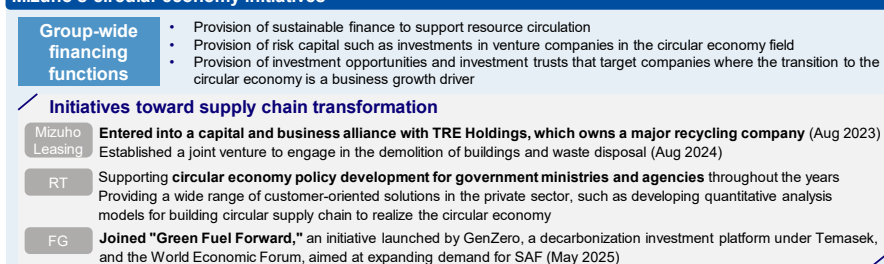 Mizuho's circular economy initiatives
Group-wide
financing
functions
• Provision of sustainable finance to support resource circulation
• Provision of risk capital such as investments in venture companies in the circular economy field
• Provision of investment opportunities and investment trusts that target companies where the transition to the
circular economy is a business growth driver
Initiatives toward supply chain transformation
Mizuho
Leasing
Entered into a capital and business alliance with TRE Holdings, which owns a major recycling company (Aug 2023)
Established a joint venture to engage in the demolition of buildings and waste disposal (Aug 2024)
RT
Supporting circular economy policy development for government ministries and agencies throughout the years
Providing a wide range of customer-oriented solutions in the private sector, such as developing quantitative analysis
models for building circular supply chain to realize the circular economy
FG
Joined "Green Fuel Forward," an initiative launched by GenZero, a decarbonization investment platform under Temasek,
and the World Economic Forum, aimed at expanding demand for SAF (May 2025)